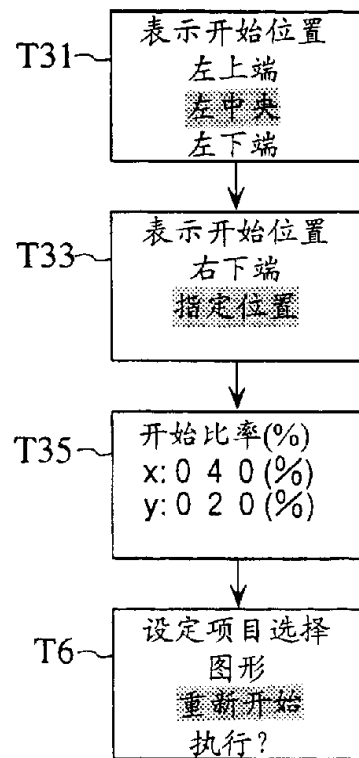 T31
表示开始位置
左上端
左中央
左下端
T33
表示开始位置
右下端
指定位置
T35
开始比率(%)
x:0 4 0(%)
y:0 2 0(%)
T6
设定项目选择
图形
重新开始
执行?